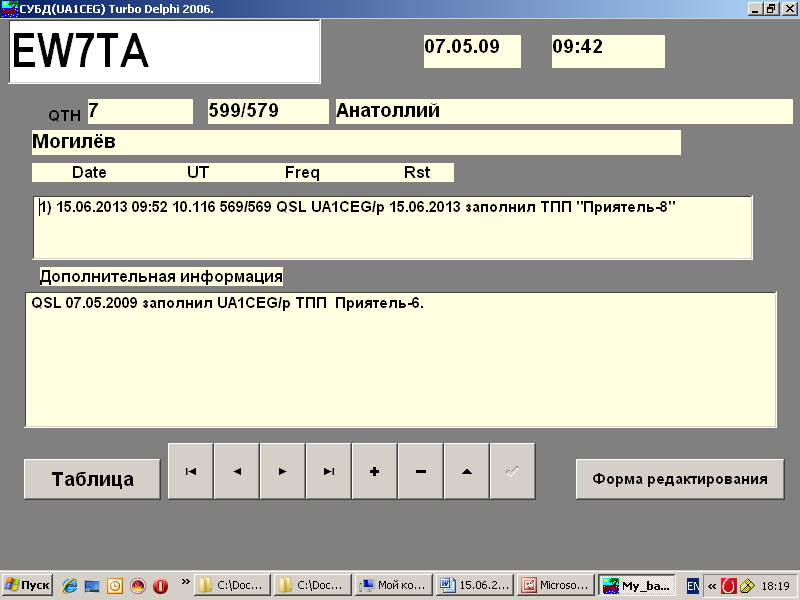 СУБД(UA1CEG) Turbo Delphi 2006.
EW7TA
07.05.09 09:42
QTH 7 599/579 Анатоллий
Могилёв
Date UT Freq Rst
1) 15.06.2013 09:52 10.116 569/569 QSL UA1CEG/p 15.06.2013 заполнил ТПП "Приятель-8"
Дополнительная информация
QSL 07.05.2009 заполнил UA1CEG/p ТПП Приятель-6.
Таблица
Форма редактирования
Пуск » C:\Doc... C:\Doc... Мой ко... 15.06.2... Microso... My_ba... EN « 18:19